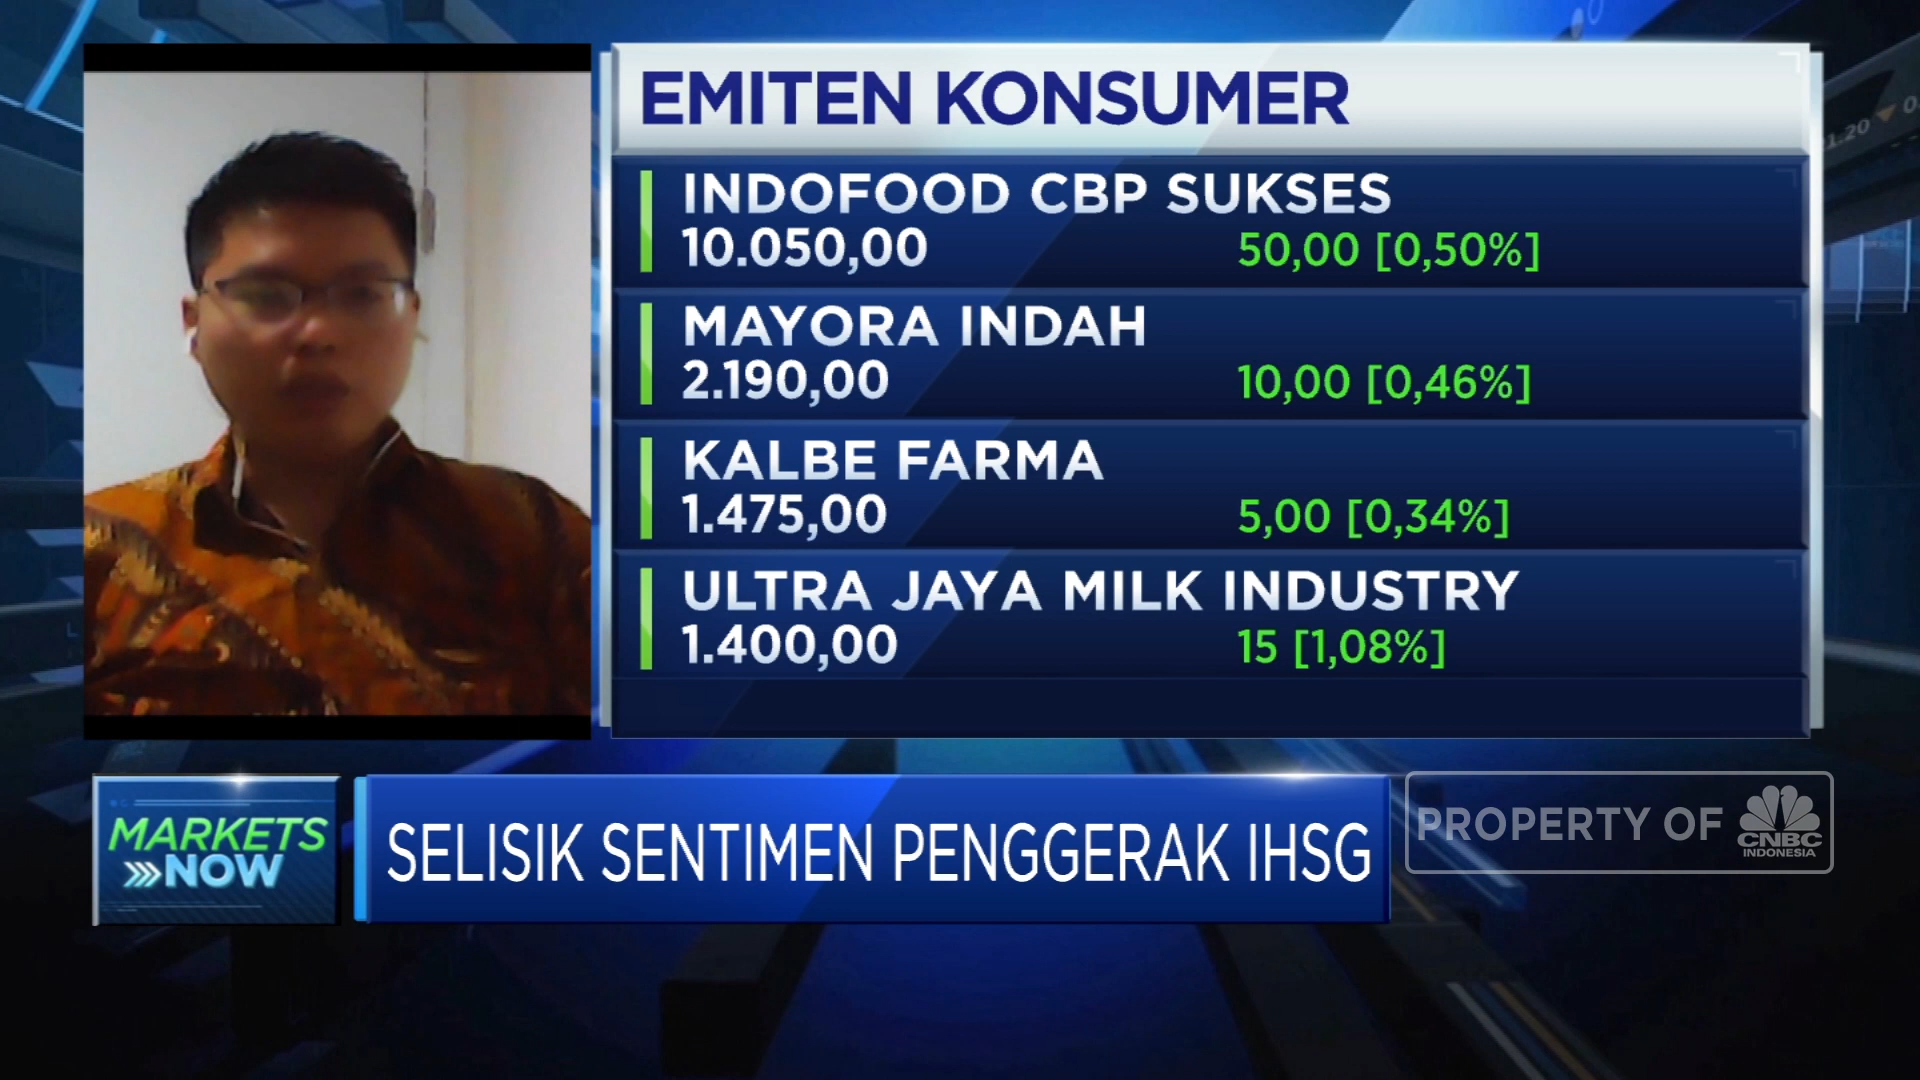 EMITEN KONSUMER
INDOFOOD CBP SUKSES
10.050,00 50,00 [0,50%]
MAYORA INDAH
2.190,00 10,00 [0,46%]
KALBE FARMA
1.475,00 5,00 [0,34%]
ULTRA JAYA MILK INDUSTRY
1.400,00 15 [1,08%]
MARKETS
NOW
SELISIK SENTIMEN PENGGERAK IHSG
PROPERTY OF
CNBC
INDONESIA